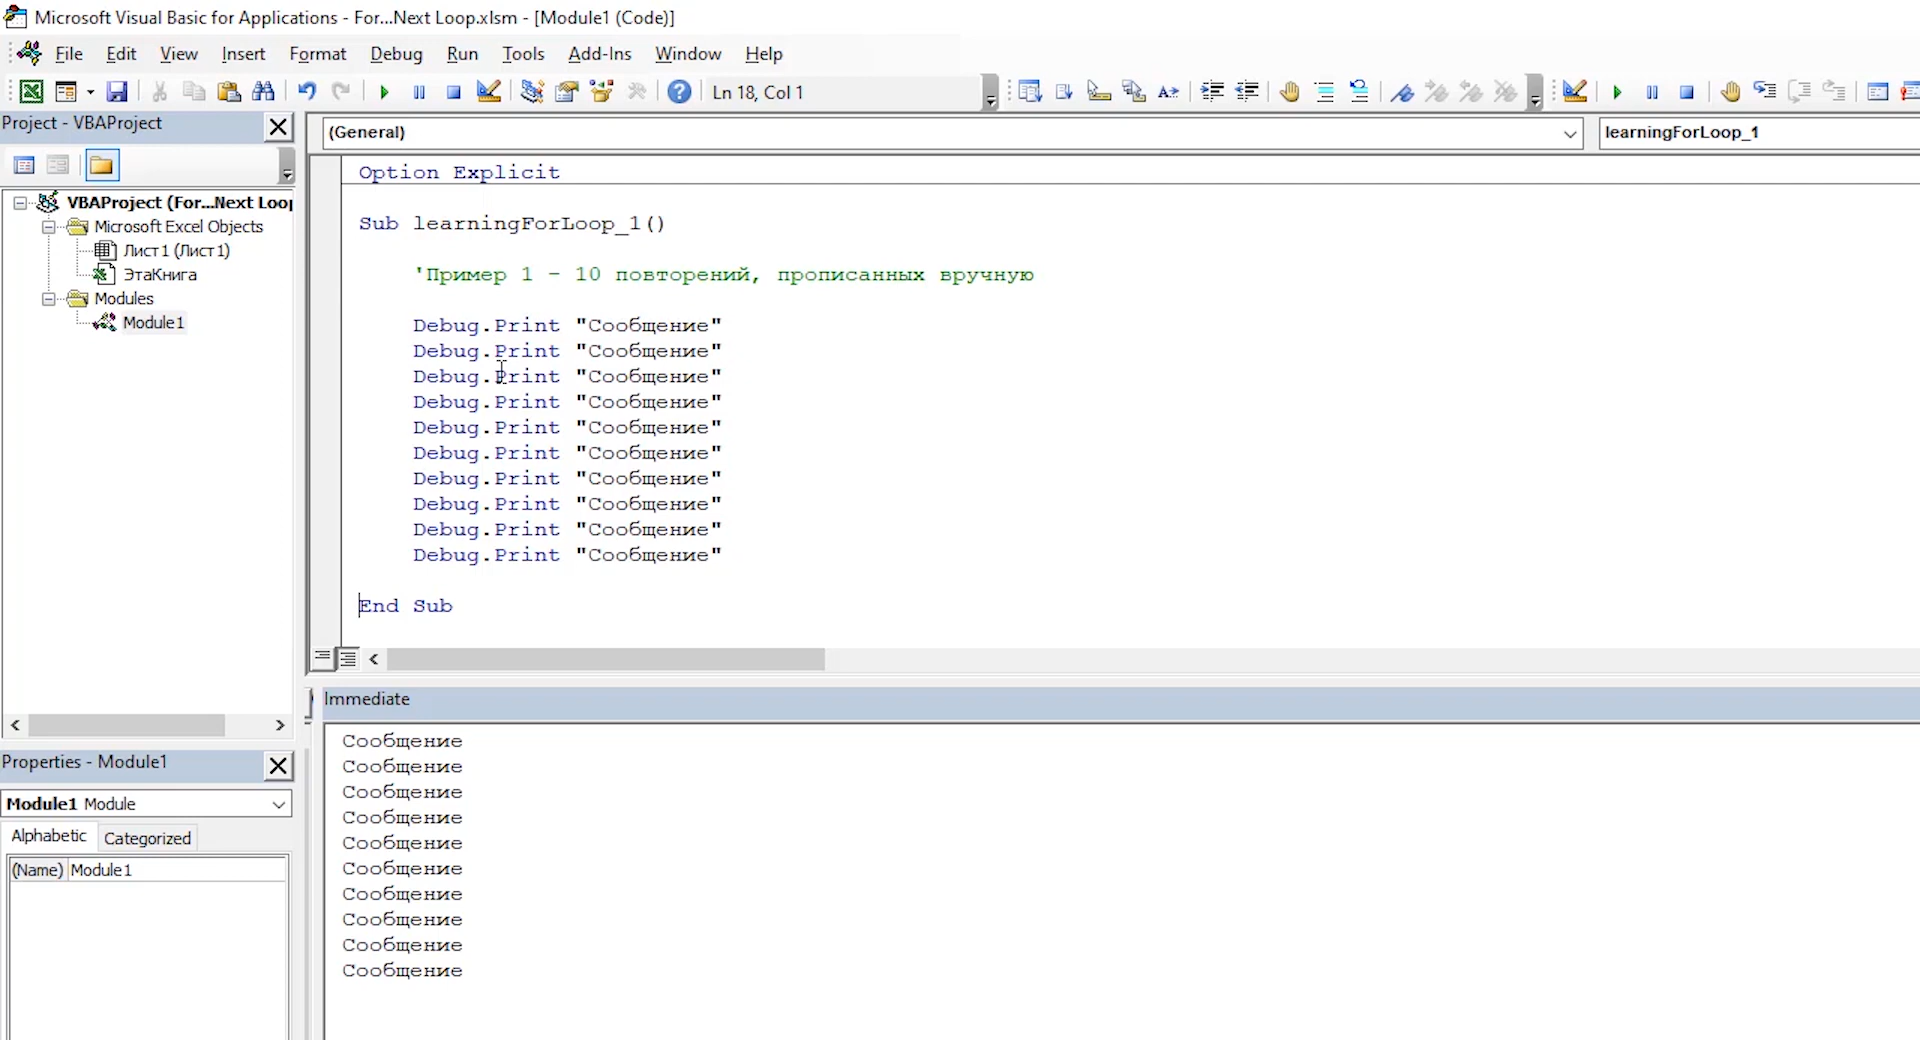 Microsoft Visual Basic for Applications - For...Next Loop.xlsm - [Module1 (Code)]
File Edit View Insert Format Debug Run Tools Add-Ins Window Help
Ln 18, Col 1
Project - VBAProject
VBAProject (For...Next Loop
Microsoft Excel Objects
Лист1 (Лист1)
ЭтаКнига
Modules
Module1
Properties - Module1
Module1 Module
Alphabetic Categorized
(Name) Module1
(General) learningForLoop_1
Option Explicit
Sub learningForLoop_1()
'Пример 1 - 10 повторений, прописанных вручную
Debug.Print "Сообщение"
Debug.Print "Сообщение"
Debug.Print "Сообщение"
Debug.Print "Сообщение"
Debug.Print "Сообщение"
Debug.Print "Сообщение"
Debug.Print "Сообщение"
Debug.Print "Сообщение"
Debug.Print "Сообщение"
Debug.Print "Сообщение"
End Sub
Immediate
Сообщение
Сообщение
Сообщение
Сообщение
Сообщение
Сообщение
Сообщение
Сообщение
Сообщение
Сообщение